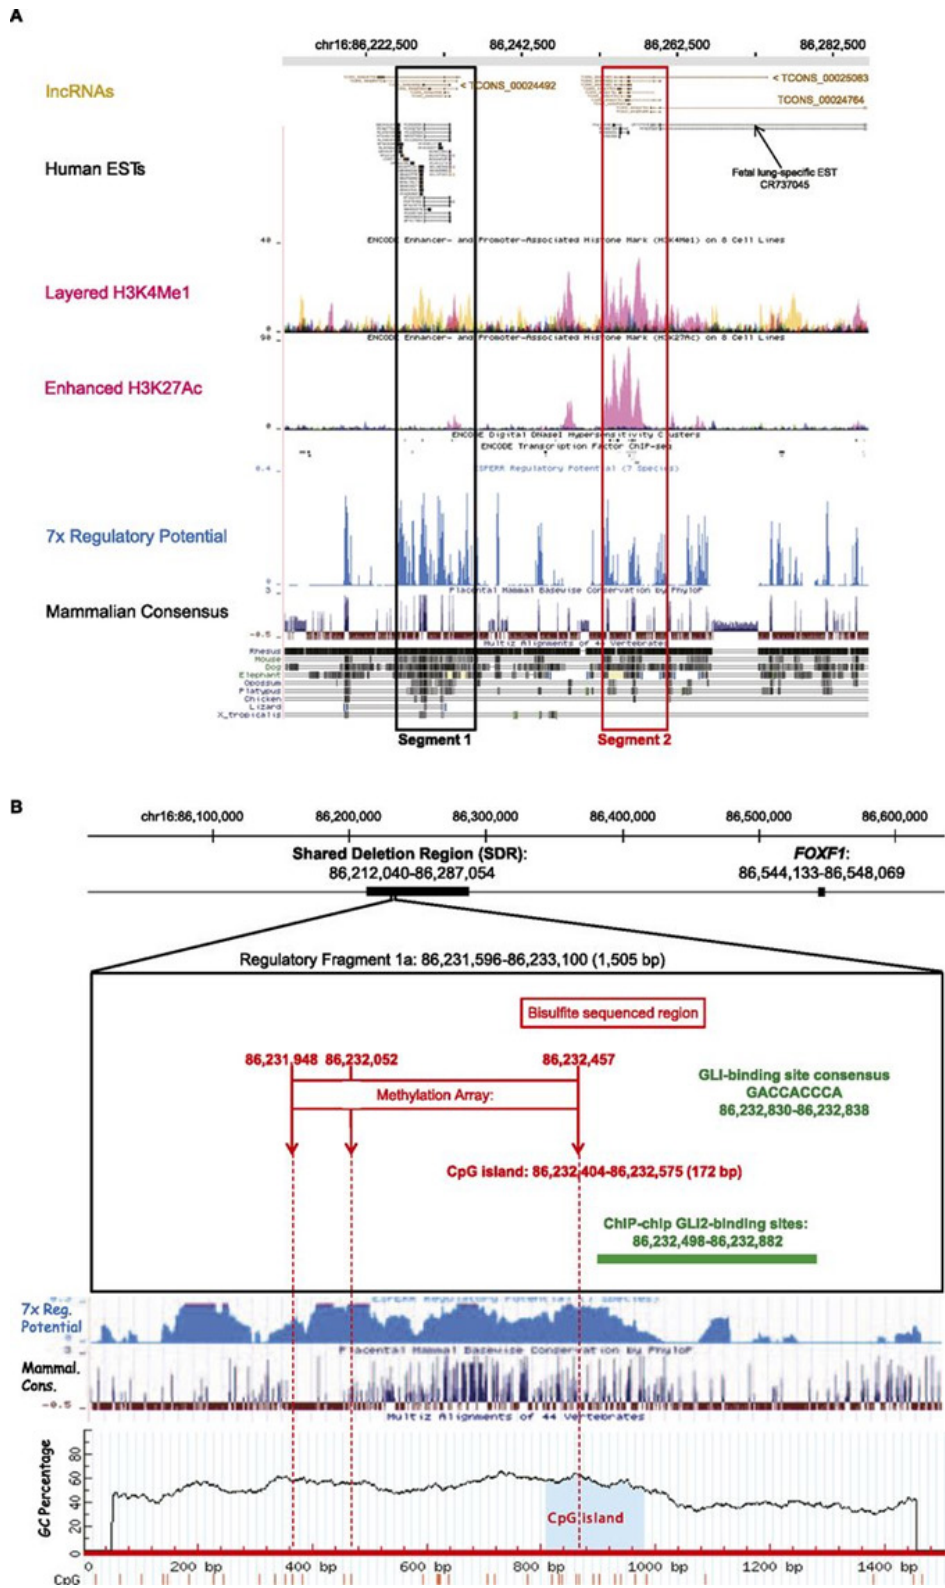 A
chr16:86,222,500 86,242,500 86,262,500 86,282,500
lncRNAs
< TCONS_00024492
< TCONS_00025063
TCONS_00024764
Human ESTs
Fetal lung-specific EST
CR737045
40
ENCODE Enhancer- and Promoter-Associated Histone Mark (H3K4Me1) on 8 Cell Lines
Layered H3K4Me1
0
90
ENCODE Enhancer- and Promoter-Associated Histone Mark (H3K27Ac) on 8 Cell Lines
Enhanced H3K27Ac
0
ENCODE Digital DNaseI Hypersensitivity Clusters
ENCODE Transcription Factor ChIP-seq
0.4
ESPERR Regulatory Potential (7 Species)
7x Regulatory Potential
0
3
Placental Mammal Basewise Conservation by PhyloP
Mammalian Consensus
-0.5
Multiz Alignments of 44 Vertebrates
Rhesus
Mouse
Dog
Elephant
Opossum
Platypus
Chicken
Lizard
X_tropicalis
Segment 1
Segment 2
B
chr16:86,100,000 86,200,000 86,300,000 86,400,000 86,500,000 86,600,000
Shared Deletion Region (SDR):
86,212,040-86,287,054
FOXF1:
86,544,133-86,548,069
Regulatory Fragment 1a: 86,231,596-86,233,100 (1,505 bp)
Bisulfite sequenced region
86,231,948 86,232,052 86,232,457
Methylation Array:
GLI-binding site consensus
GACCACCCA
86,232,830-86,232,838
CpG island: 86,232,404-86,232,575 (172 bp)
ChIP-chip GLI2-binding sites:
86,232,498-86,232,882
ESPERR Regulatory Potential (7 Species)
7x Reg.
Potential
0
3
Placental Mammal Basewise Conservation by PhyloP
Mammal.
Cons.
-0.5
Multiz Alignments of 44 Vertebrates
GC Percentage
80
60
40
20
0
CpG island
0 200 bp 400 bp 600 bp 800 bp 1000 bp 1200 bp 1400 bp
CpG